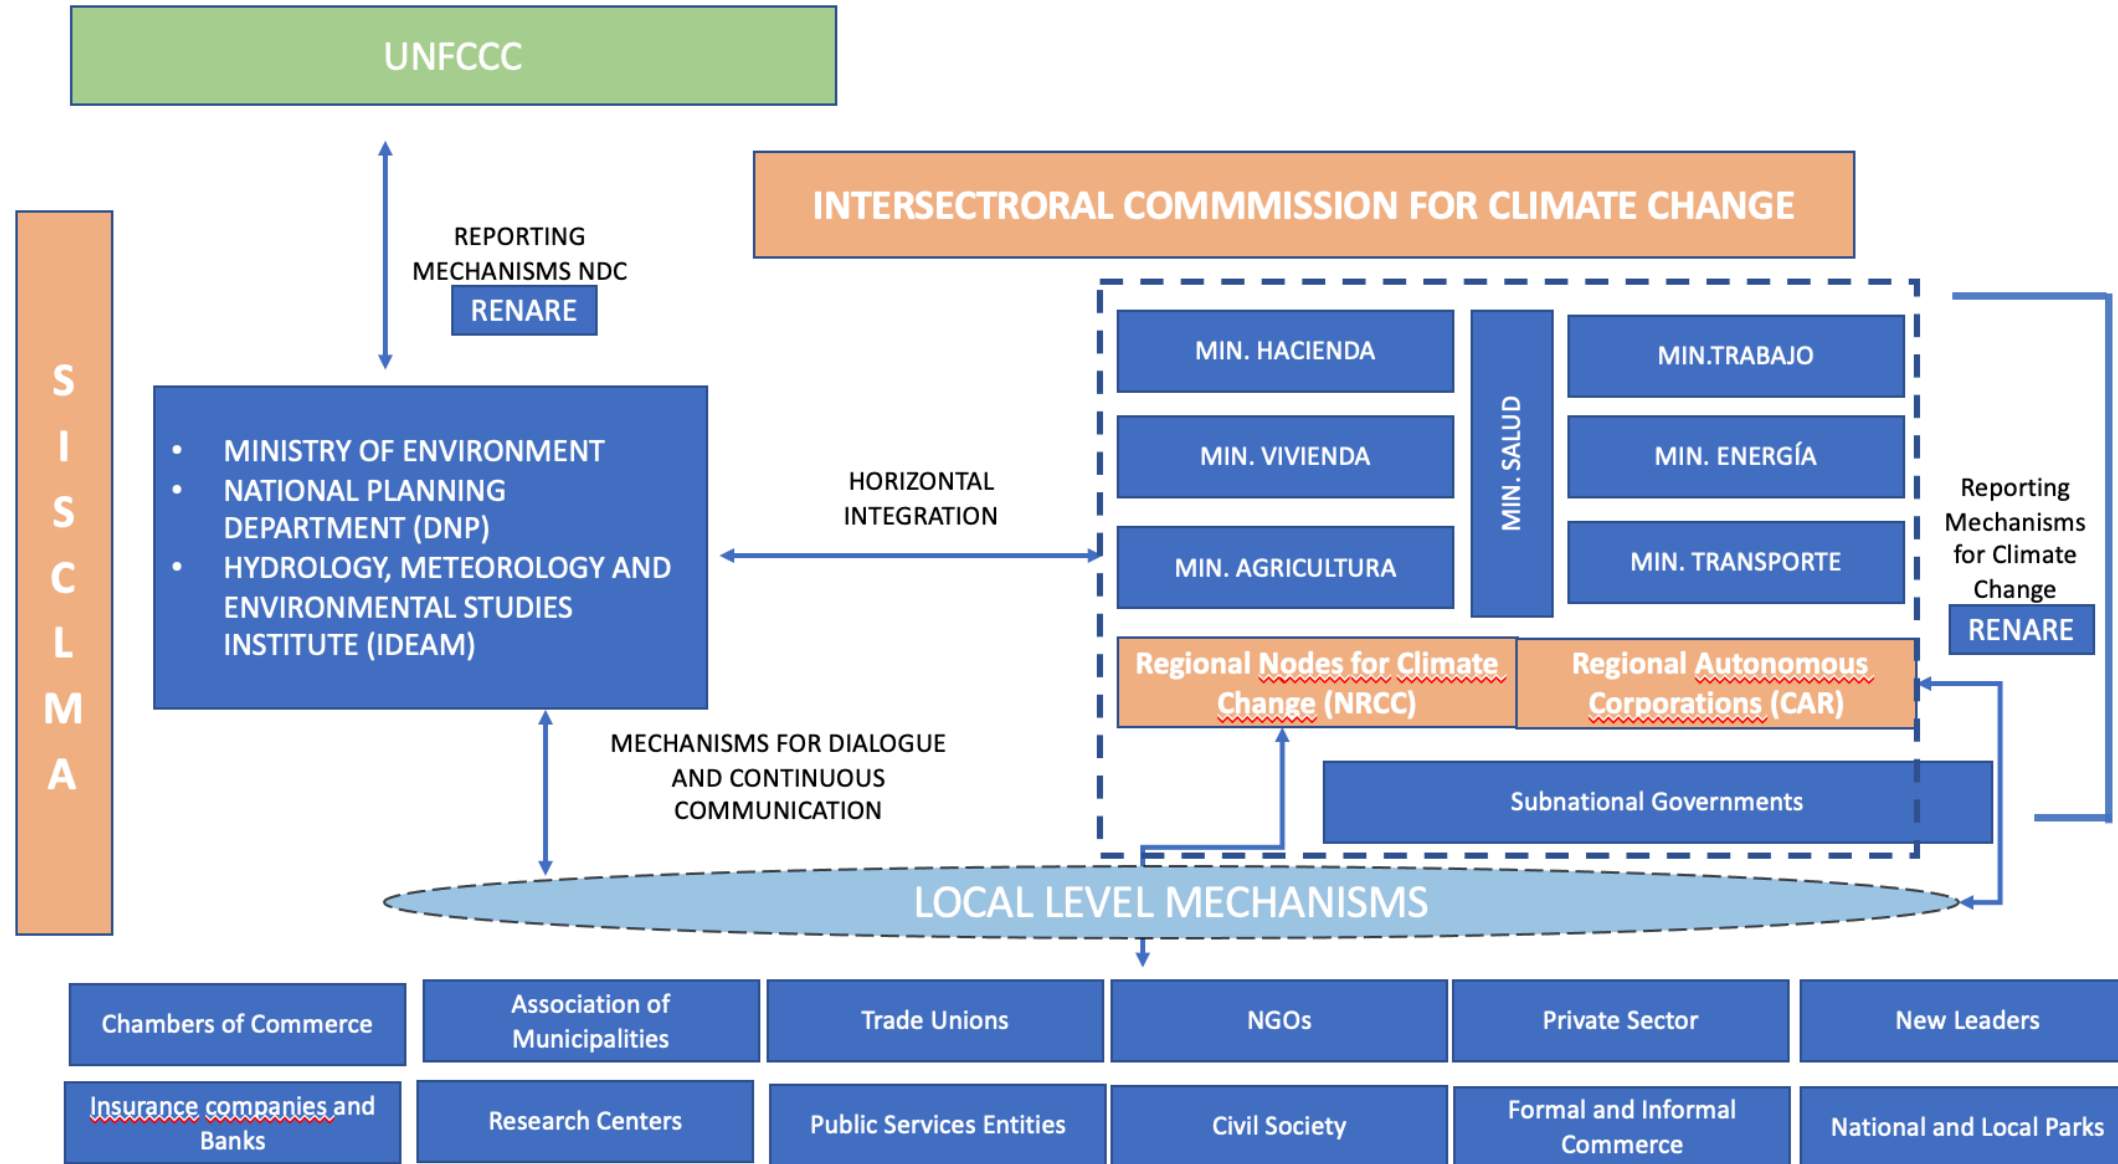 UNFCCC
INTERSECTRORAL COMMMISSION FOR CLIMATE CHANGE
REPORTING
MECHANISMS NDC
RENARE
S
I
S
C
L
M
A
• MINISTRY OF ENVIRONMENT
• NATIONAL PLANNING
DEPARTMENT (DNP)
• HYDROLOGY, METEOROLOGY AND
ENVIRONMENTAL STUDIES
INSTITUTE (IDEAM)
HORIZONTAL
INTEGRATION
MIN. HACIENDA
MIN. VIVIENDA
MIN. AGRICULTURA
MIN. SALUD
MIN.TRABAJO
MIN. ENERGÍA
MIN. TRANSPORTE
Regional Nodes for Climate
Change (NRCC)
Regional Autonomous
Corporations (CAR)
Subnational Governments
Reporting
Mechanisms
for Climate
Change
RENARE
MECHANISMS FOR DIALOGUE
AND CONTINUOUS
COMMUNICATION
LOCAL LEVEL MECHANISMS
Chambers of Commerce
Association of
Municipalities
Trade Unions
NGOs
Private Sector
New Leaders
Insurance companies and
Banks
Research Centers
Public Services Entities
Civil Society
Formal and Informal
Commerce
National and Local Parks